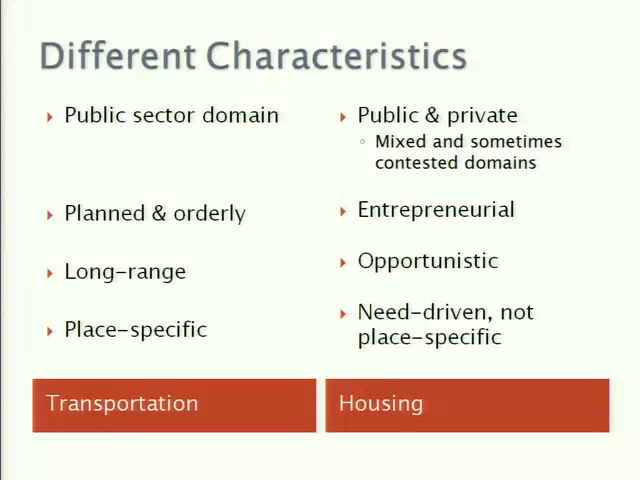 Different Characteristics
Public sector domain
Planned & orderly
Long-range
Place-specific
Transportation
Public & private
Mixed and sometimes
contested domains
Entrepreneurial
Opportunistic
Need-driven, not
place-specific
Housing